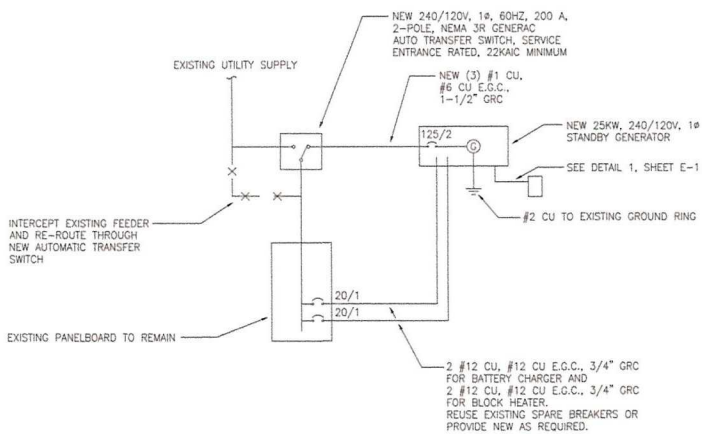 NEW 240/120V, 1ø, 60HZ, 200 A,
2-POLE, NEMA 3R GENERAC
AUTO TRANSFER SWITCH, SERVICE
ENTRANCE RATED, 22KAIC MINIMUM
EXISTING UTILITY SUPPLY
NEW (3) #1 CU,
#6 CU E.G.C.,
1-1/2" GRC
125/2
G
NEW 25KW, 240/120V, 1ø
STANDBY GENERATOR
SEE DETAIL 1, SHEET E-1
#2 CU TO EXISTING GROUND RING
INTERCEPT EXISTING FEEDER
AND RE-ROUTE THROUGH
NEW AUTOMATIC TRANSFER
SWITCH
20/1
20/1
EXISTING PANELBOARD TO REMAIN
2 #12 CU, #12 CU E.G.C., 3/4" GRC
FOR BATTERY CHARGER AND
2 #12 CU, #12 CU E.G.C., 3/4" GRC
FOR BLOCK HEATER.
REUSE EXISTING SPARE BREAKERS OR
PROVIDE NEW AS REQUIRED.